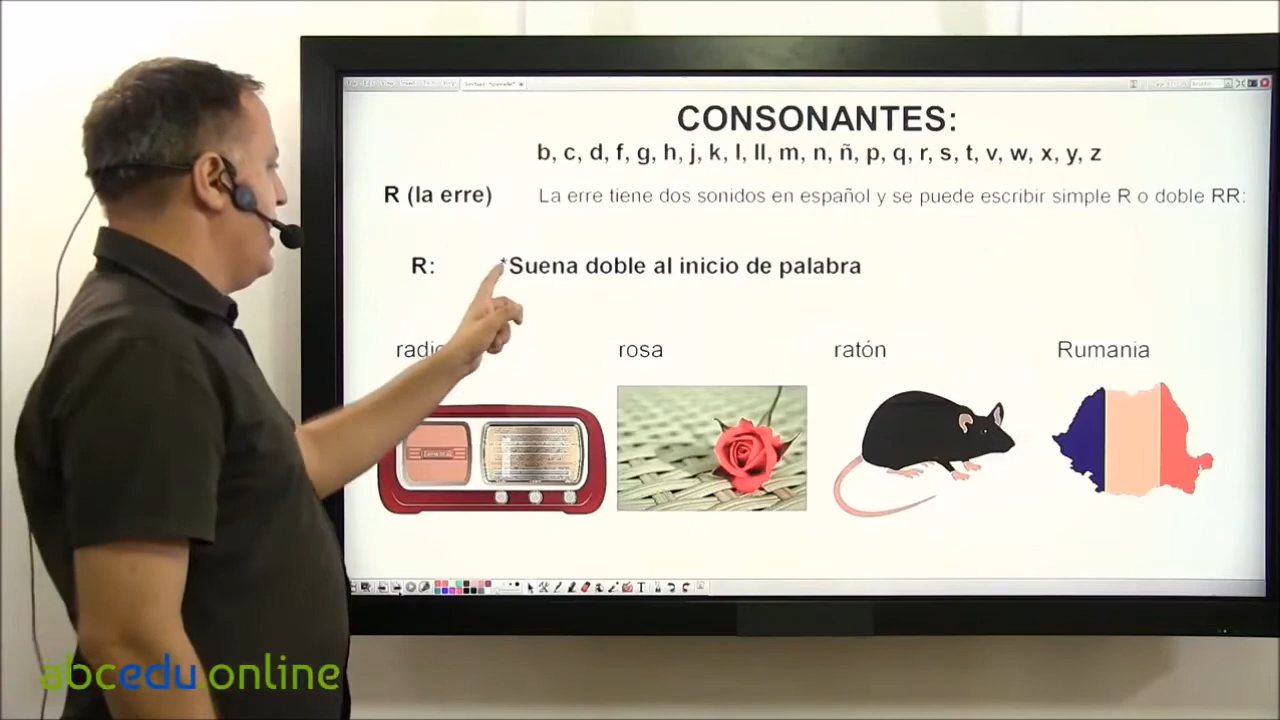 CONSONANTES:
b, c, d, f, g, h, j, k, l, ll, m, n, ñ, p, q, r, s, t, v, w, x, y, z
R (la erre) La erre tiene dos sonidos en español y se puede escribir simple R o doble RR:
R: *Suena doble al inicio de palabra
rosa ratón Rumania
abcedu.online